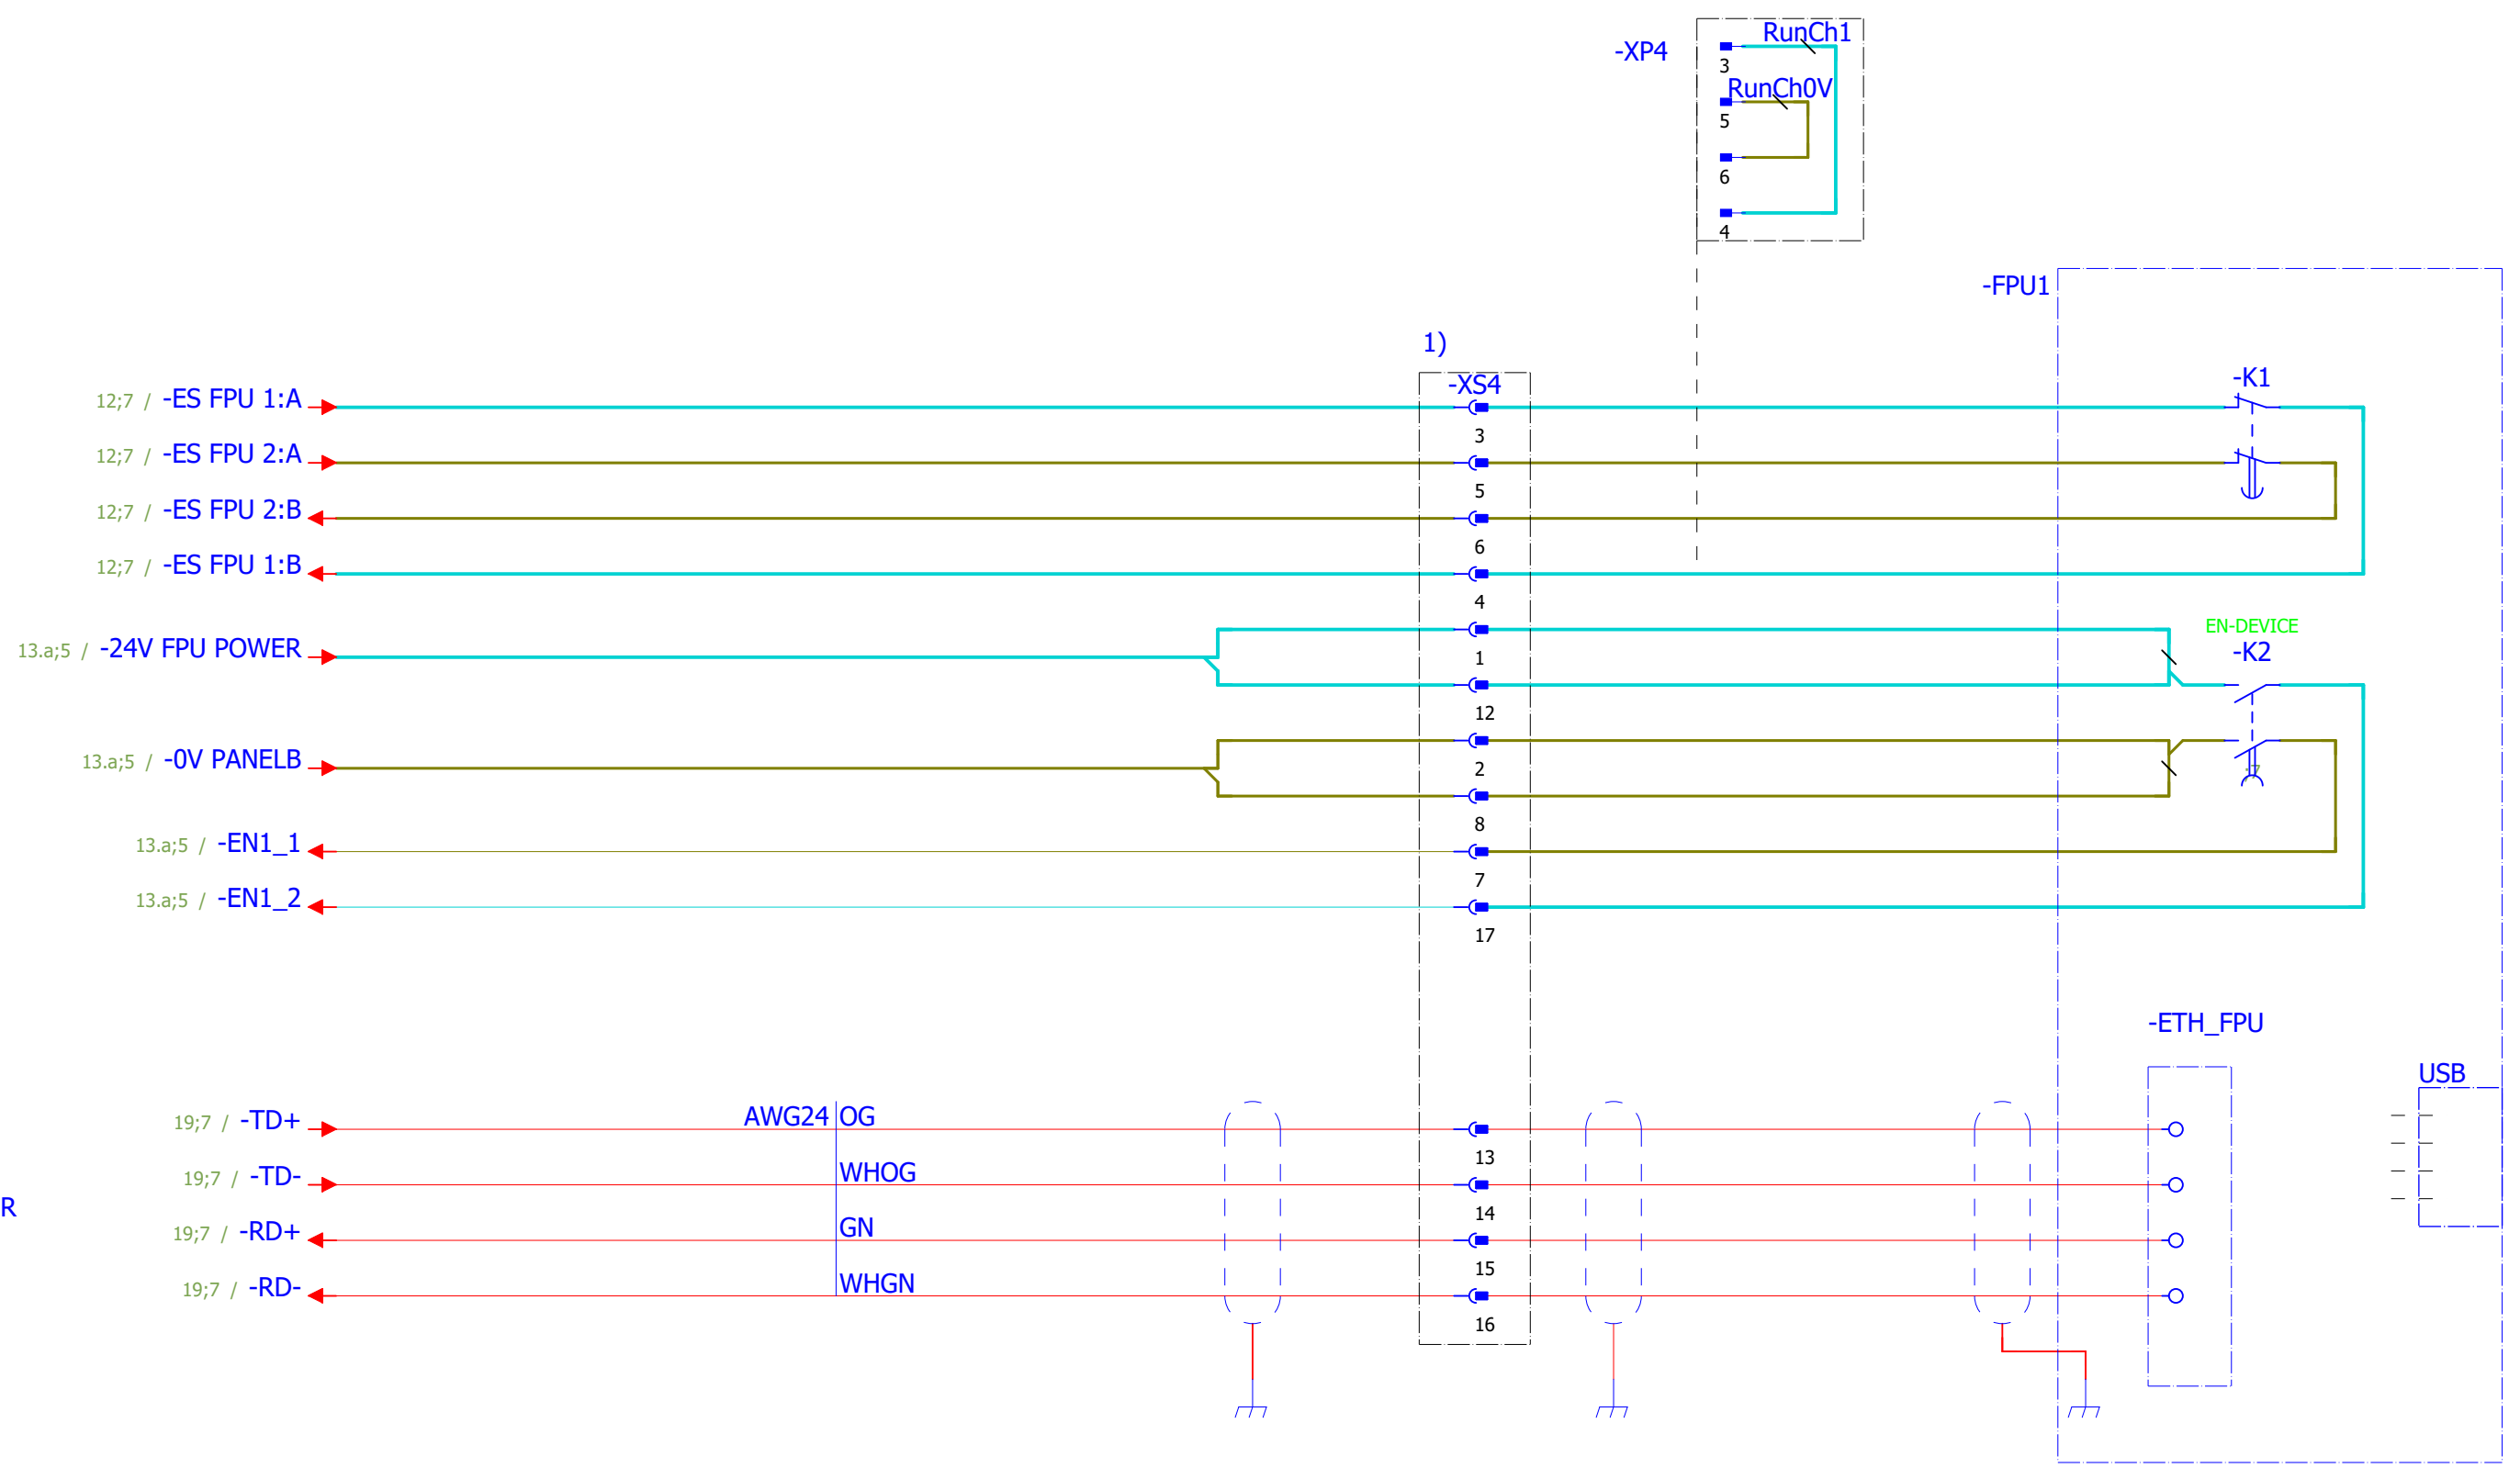 RunCh1
-XP4
3
RunCh0V
5
6
4
-FPU1
1)
-XS4
-K1
12;7 / -ES FPU 1:A
3
12;7 / -ES FPU 2:A
5
12;7 / -ES FPU 2:B
6
12;7 / -ES FPU 1:B
4
EN-DEVICE
-K2
13.a;5 / -24V FPU POWER
1
12
13.a;5 / -0V PANELB
2
8
13.a;5 / -EN1_1
7
13.a;5 / -EN1_2
17
-ETH_FPU
USB
19;7 / -TD+
AWG24 OG
13
19;7 / -TD-
WHOG
14
R
19;7 / -RD+
GN
15
19;7 / -RD-
WHGN
16